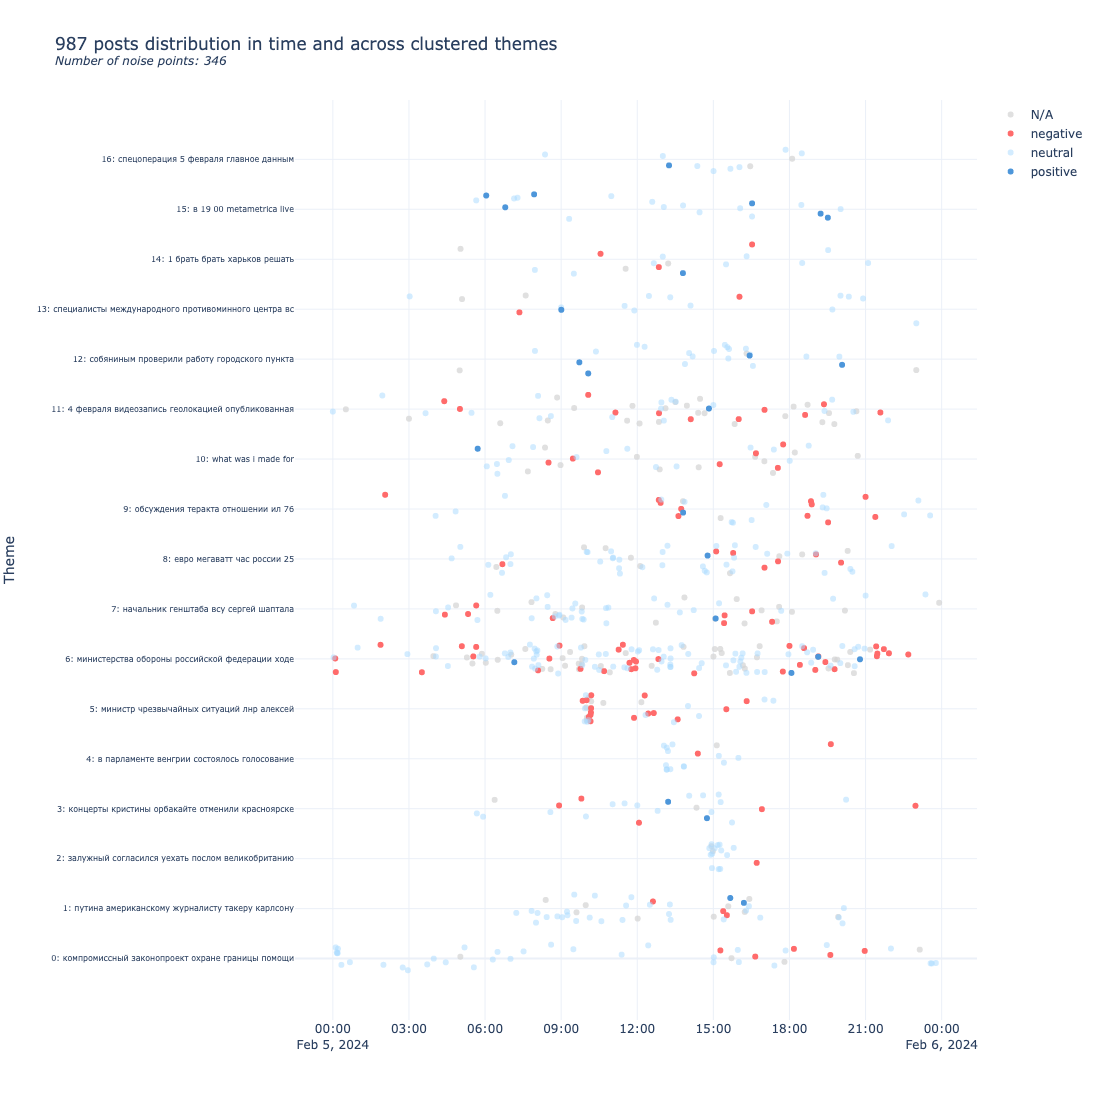 987 posts distribution in time and across clustered themes
Number of noise points: 346
N/A
negative
neutral
positive
Theme
16: спецоперация 5 февраля главное данным
15: в 19 00 metametrica live
14: 1 брать брать харьков решать
13: специалисты международного противоминного центра вс
12: собяниным проверили работу городского пункта
11: 4 февраля видеозапись геолокацией опубликованная
10: what was i made for
9: обсуждения теракта отношении ил 76
8: евро мегаватт час россии 25
7: начальник генштаба всу сергей шаптала
6: министерства обороны российской федерации ходе
5: министр чрезвычайных ситуаций лнр алексей
4: в парламенте венгрии состоялось голосование
3: концерты кристины орбакайте отменили красноярске
2: залужный согласился уехать послом великобританию
1: путина американскому журналисту такеру карлсону
0: компромиссный законопроект охране границы помощи
00:00 03:00 06:00 09:00 12:00 15:00 18:00 21:00 00:00
Feb 5, 2024 Feb 6, 2024